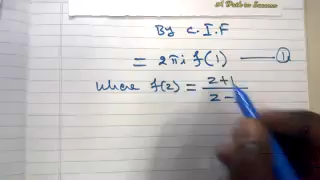 A Path to Success
By C.I.F
= 2πi f(1) —— ①
where f(z) = z+1 / z-